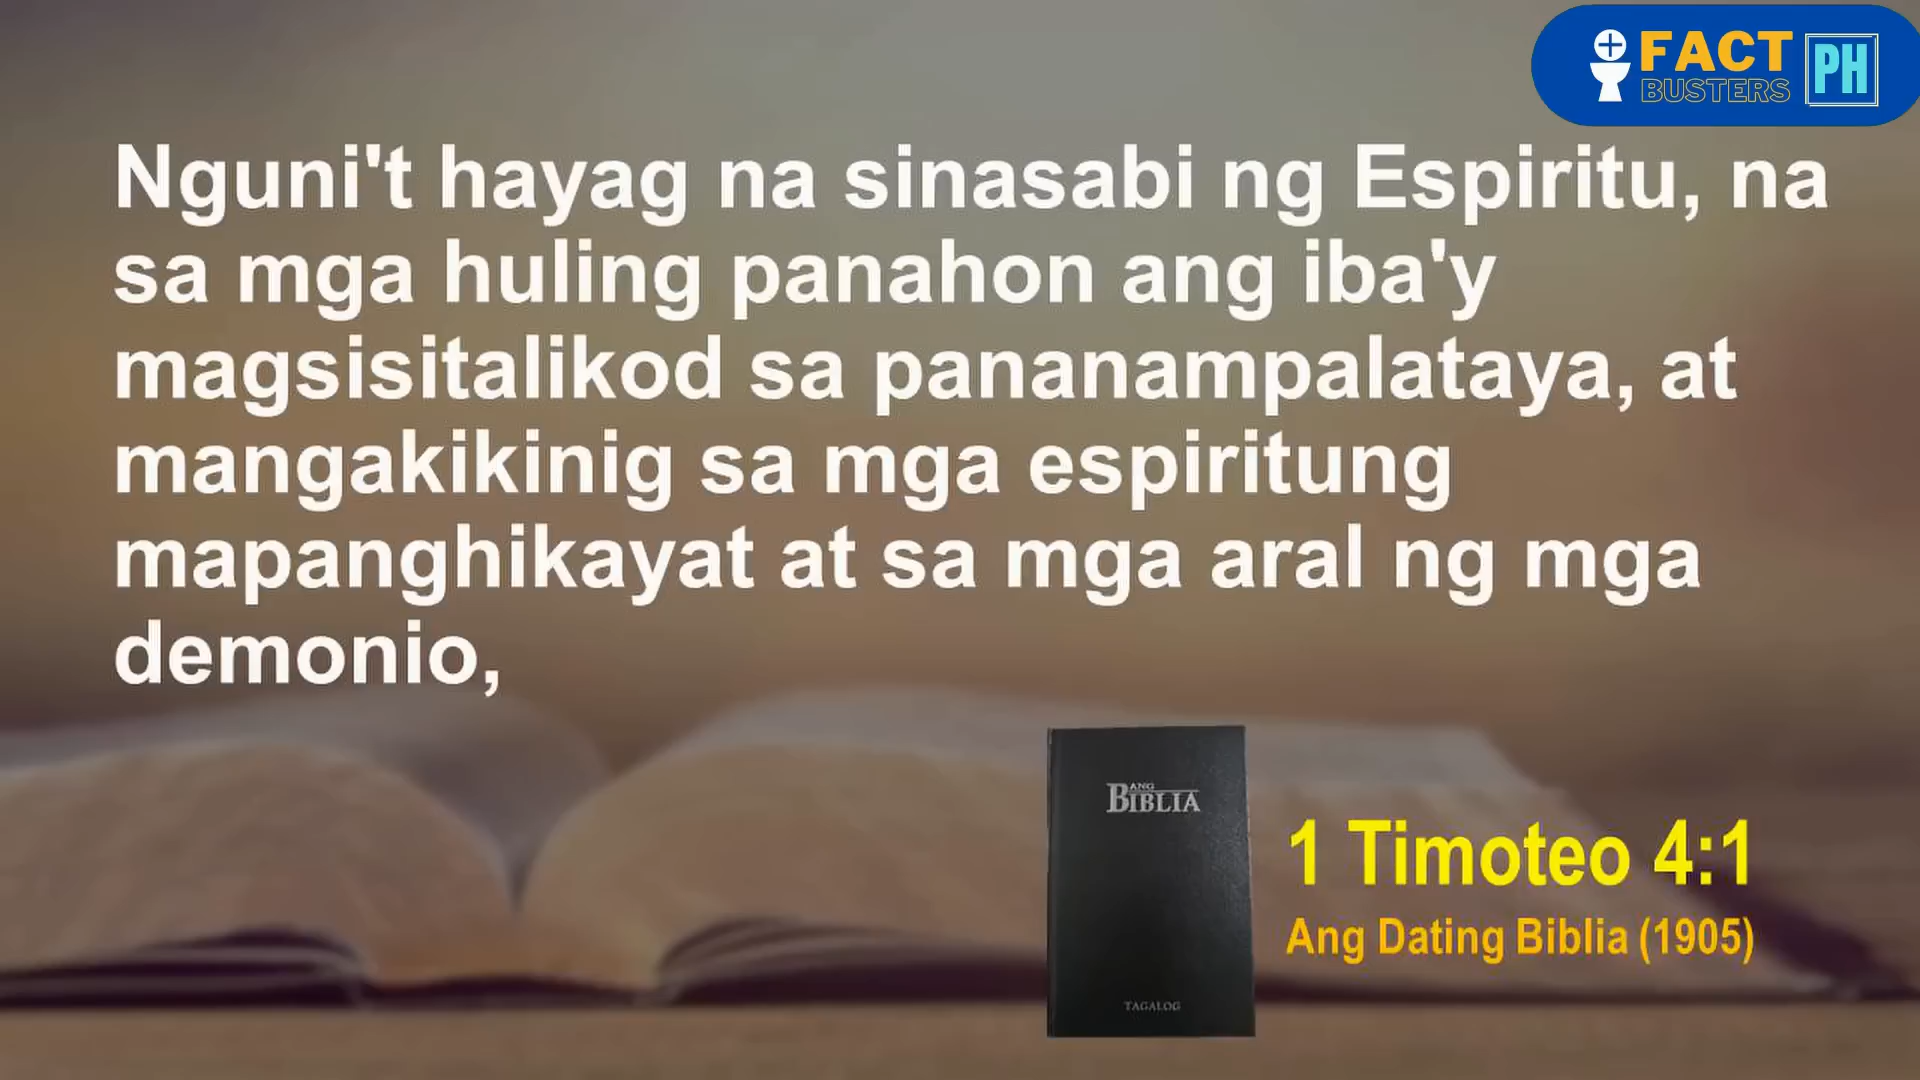 FACT
BUSTERS
PH
Nguni't hayag na sinasabi ng Espiritu, na
sa mga huling panahon ang iba'y
magsisitalikod sa pananampalataya, at
mangakikinig sa mga espiritung
mapanghikayat at sa mga aral ng mga
demonio,
ANG
BIBLIA
TAGALOG
1 Timoteo 4:1
Ang Dating Biblia (1905)